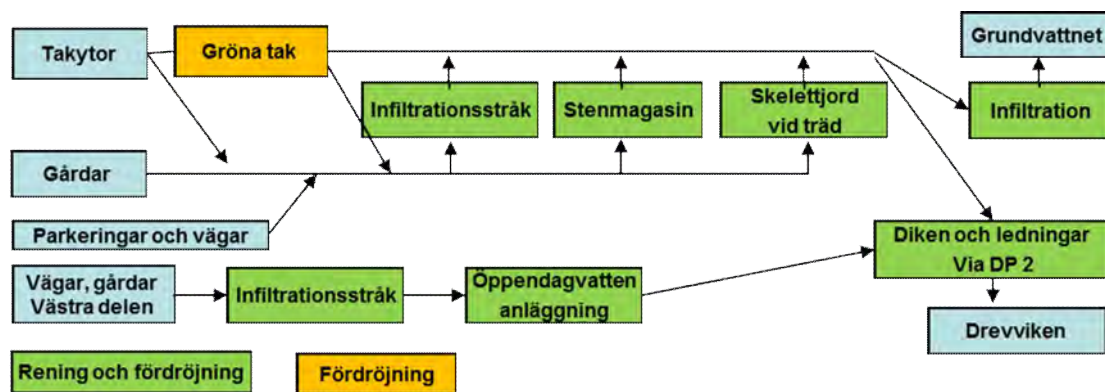 Takytor
Gröna tak
Grundvattnet
Infiltrationsstråk
Stenmagasin
Skelettjord
vid träd
Infiltration
Gårdar
Parkeringar och vägar
Diken och ledningar
Via DP 2
Vägar, gårdar
Västra delen
Infiltrationsstråk
Öppendagvatten
anläggning
Drevviken
Rening och fördröjning
Fördröjning